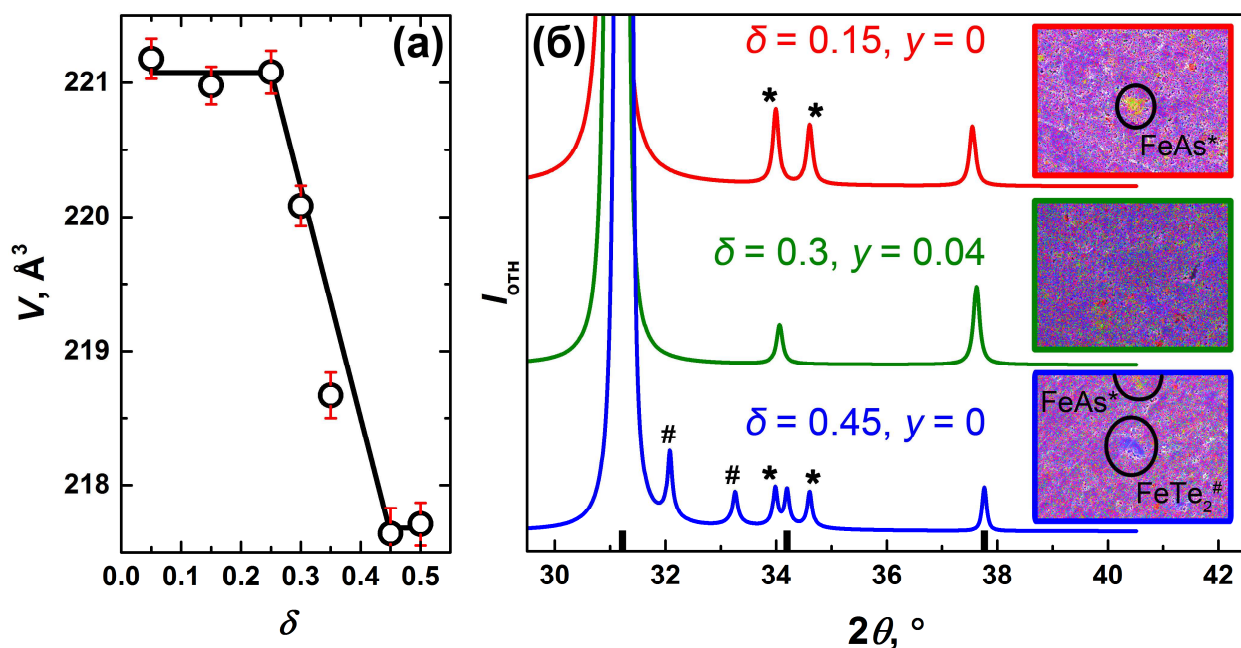 (а)
V, Å³
221
220
219
218
0.0 0.1 0.2 0.3 0.4 0.5
δ
(б)
Iотн
δ = 0.15, y = 0
* *
FeAs*
δ = 0.3, y = 0.04
δ = 0.45, y = 0
# # * *
FeAs*
FeTe₂#
30 32 34 36 38 40 42
2θ, °